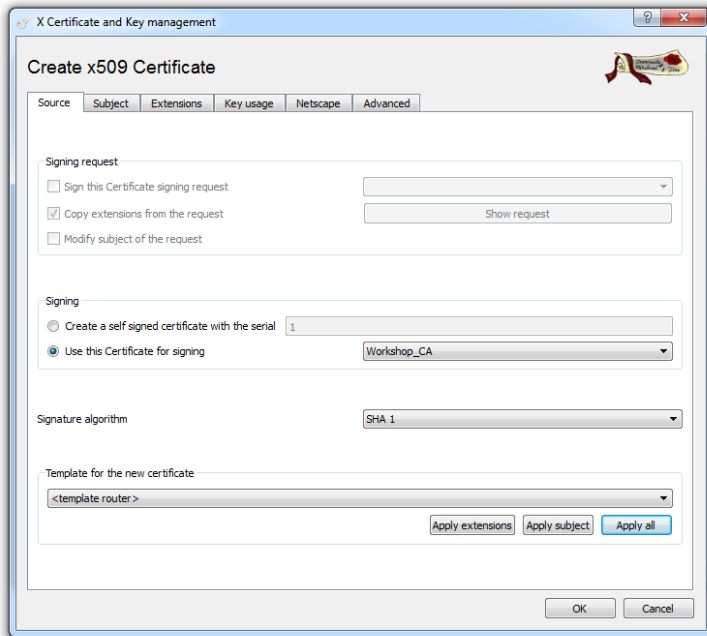 X Certificate and Key management
Create x509 Certificate
Source Subject Extensions Key usage Netscape Advanced
Signing request
Sign this Certificate signing request
Copy extensions from the request Show request
Modify subject of the request
Signing
Create a self signed certificate with the serial 1
Use this Certificate for signing Workshop_CA
Signature algorithm SHA 1
Template for the new certificate
<template router>
Apply extensions Apply subject Apply all
OK Cancel